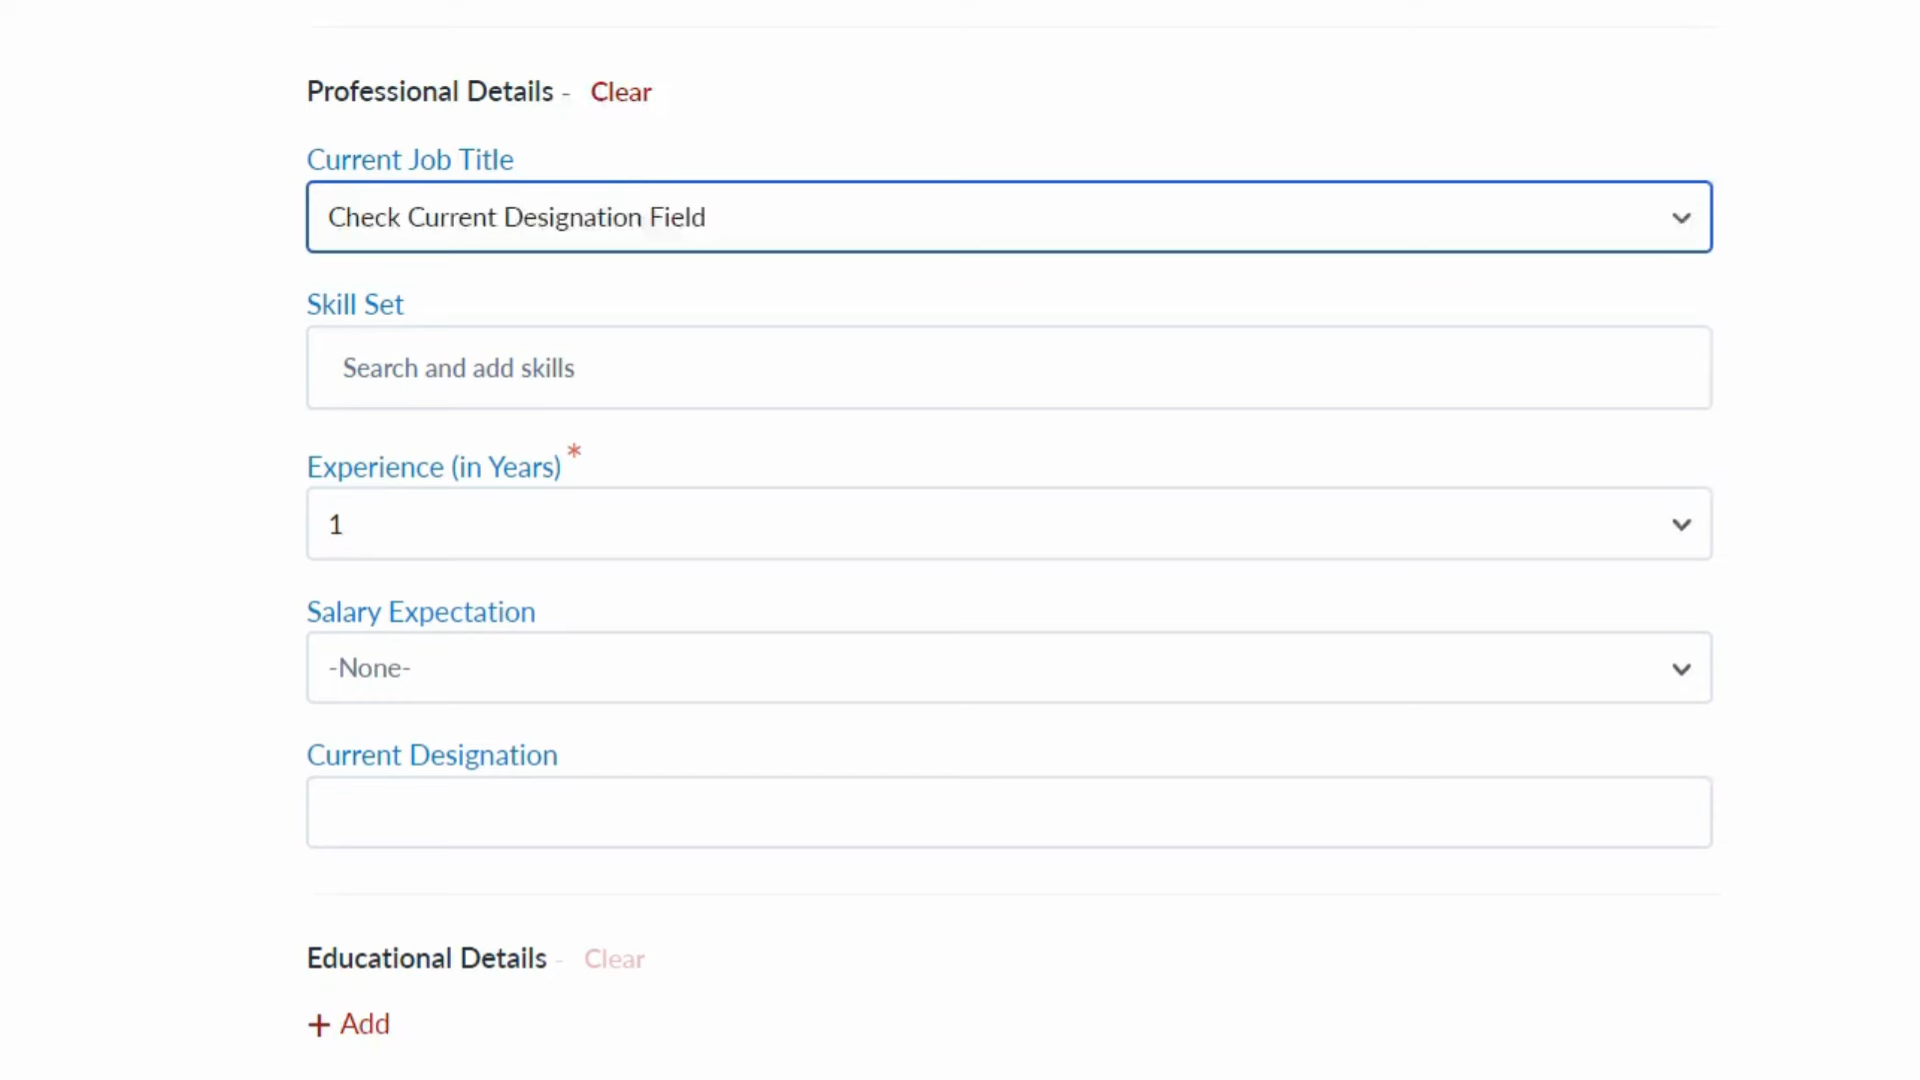 Professional Details - Clear
Current Job Title
Check Current Designation Field
Skill Set
Search and add skills
Experience (in Years) *
1
Salary Expectation
-None-
Current Designation
Educational Details - Clear
+ Add